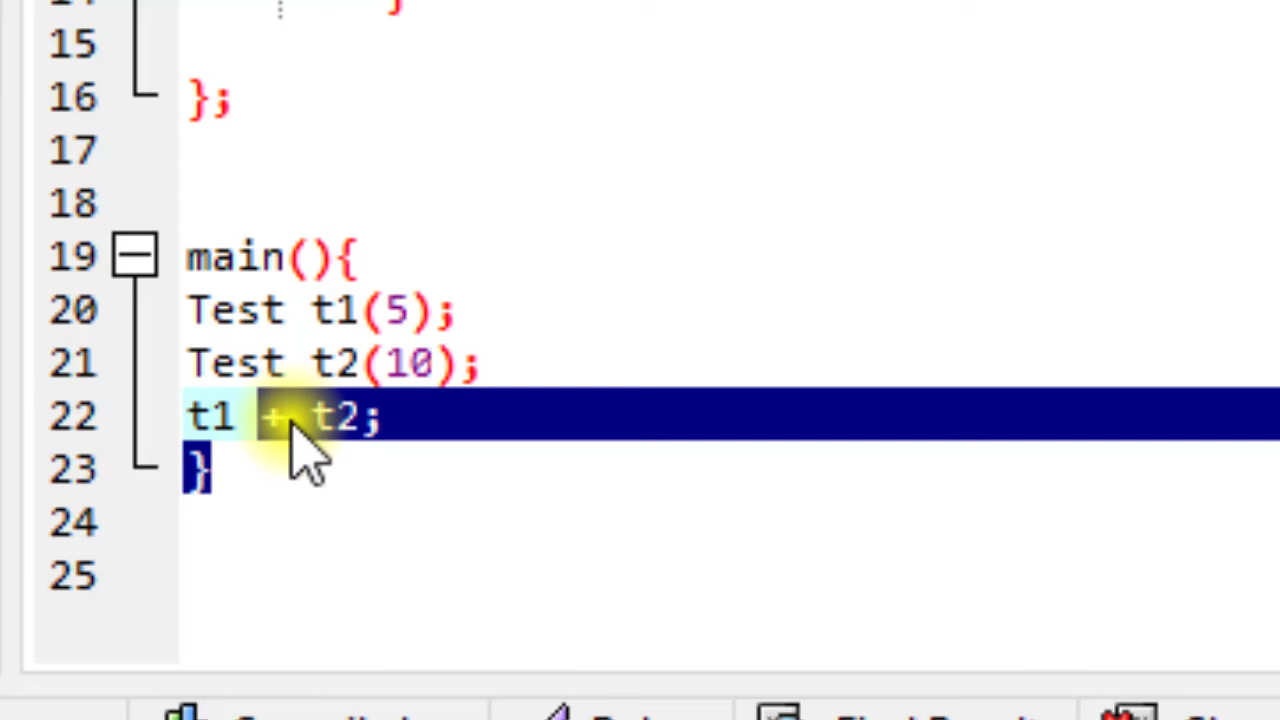 15
16 };
17
18
19 main(){
20 Test t1(5);
21 Test t2(10);
22 t1 + t2;
23 }
24
25